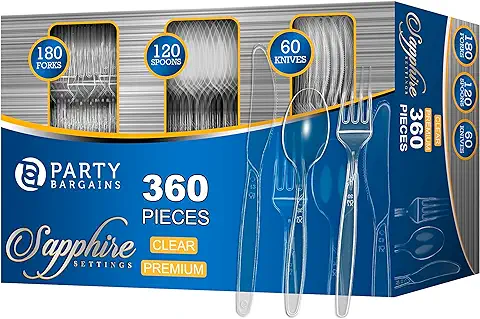 180
FORKS
120
SPOONS
60
KNIVES
PARTY
BARGAINS
360
PIECES
Sapphire
SETTINGS
CLEAR
PREMIUM
Sapphire
SETTINGS
CLEAR
PREMIUM
360
PIECES
180
FORKS
120
SPOONS
60
KNIVES